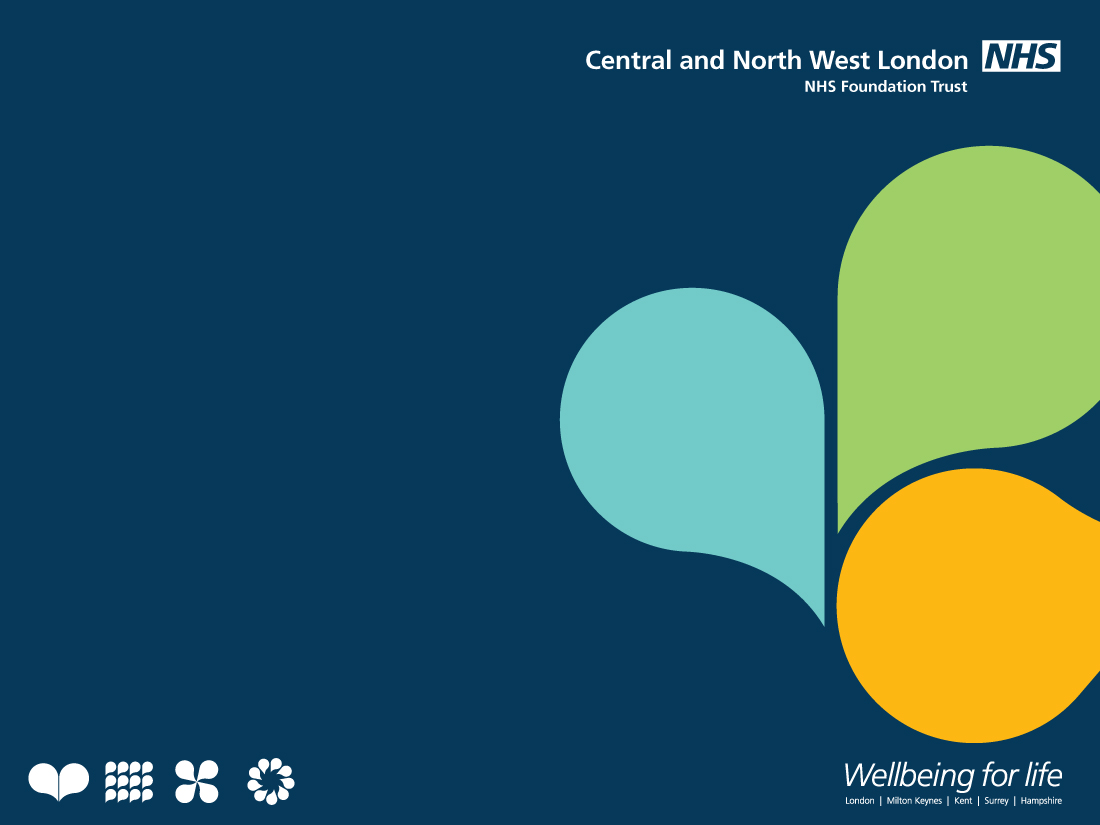 Central and North West London NHS
NHS Foundation Trust
Wellbeing for life
London | Milton Keynes | Kent | Surrey | Hampshire